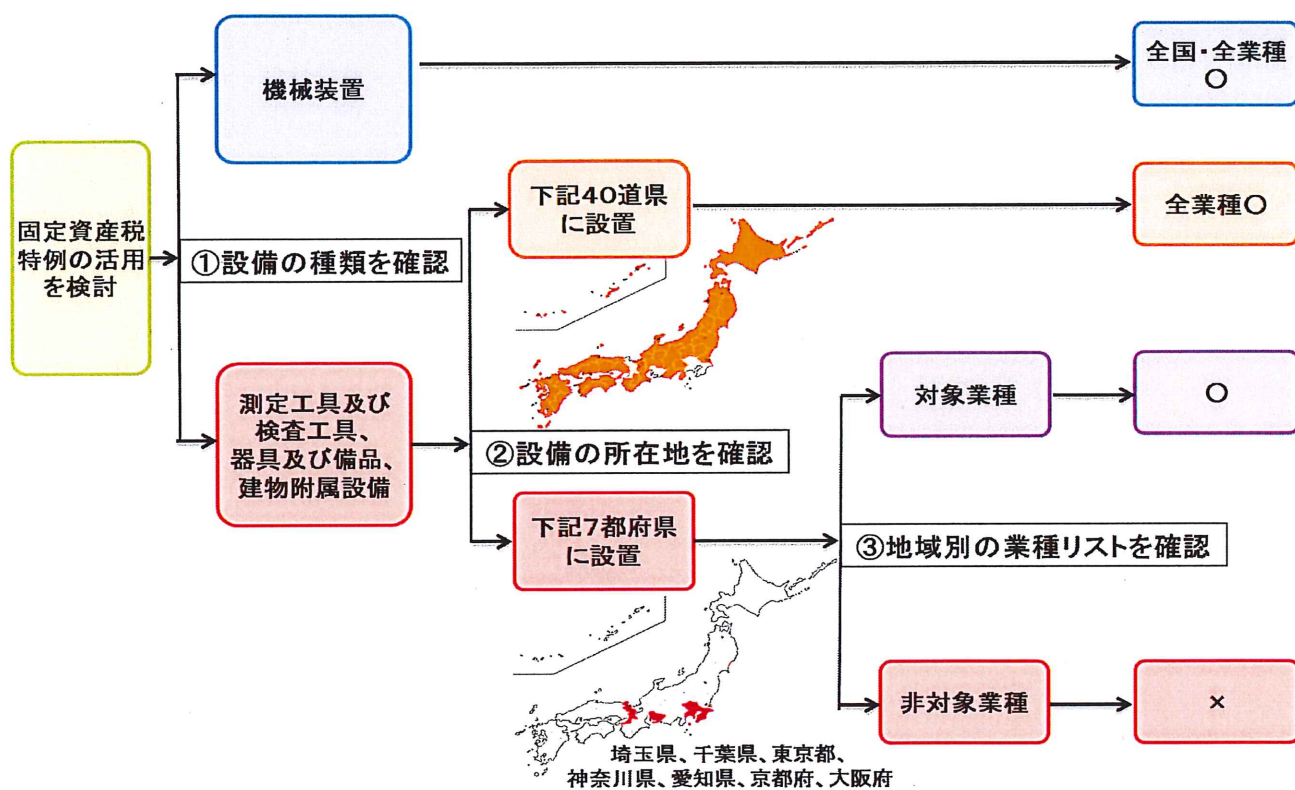 固定資産税
特例の活用
を検討
①設備の種類を確認
機械装置
全国・全業種
○
測定工具及び
検査工具、
器具及び備品、
建物附属設備
②設備の所在地を確認
下記40道県
に設置
全業種○
下記7都府県
に設置
埼玉県、千葉県、東京都、
神奈川県、愛知県、京都府、大阪府
③地域別の業種リストを確認
対象業種
○
非対象業種
×